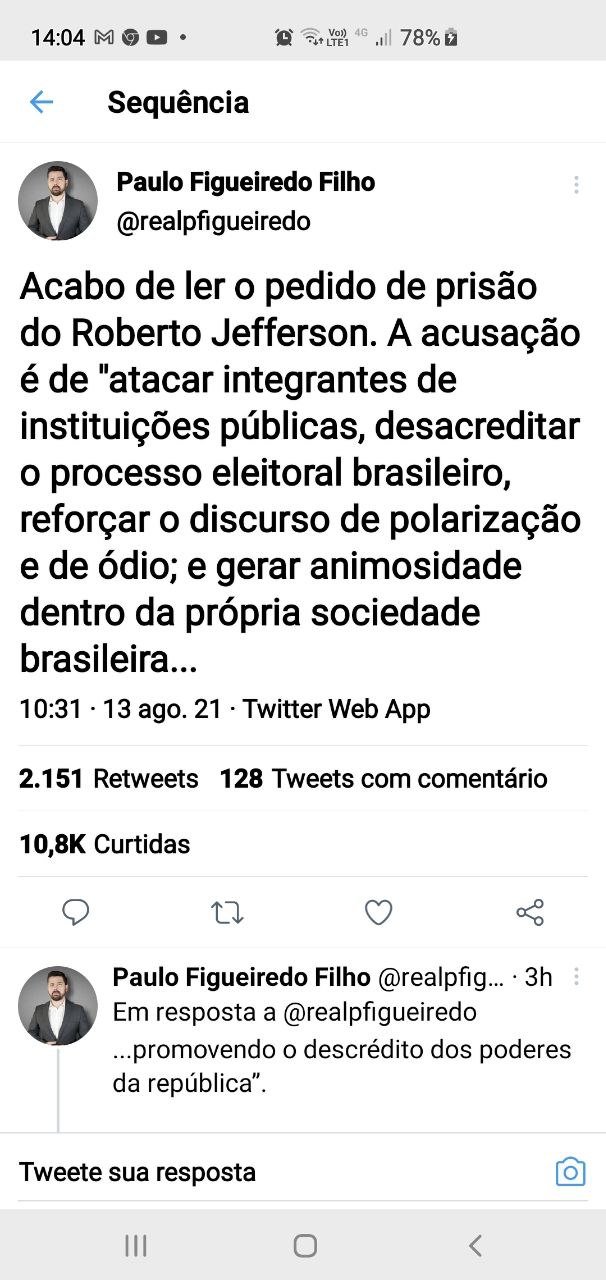 14:04
Vo)) 4G
LTE1
78%
Sequência
Paulo Figueiredo Filho
@realpfigueiredo
Acabo de ler o pedido de prisão
do Roberto Jefferson. A acusação
é de "atacar integrantes de
instituições públicas, desacreditar
o processo eleitoral brasileiro,
reforçar o discurso de polarização
e de ódio; e gerar animosidade
dentro da própria sociedade
brasileira...
10:31 · 13 ago. 21 · Twitter Web App
2.151 Retweets 128 Tweets com comentário
10,8K Curtidas
Paulo Figueiredo Filho @realpfig... · 3h
Em resposta a @realpfigueiredo
...promovendo o descrédito dos poderes
da república”.
Tweete sua resposta